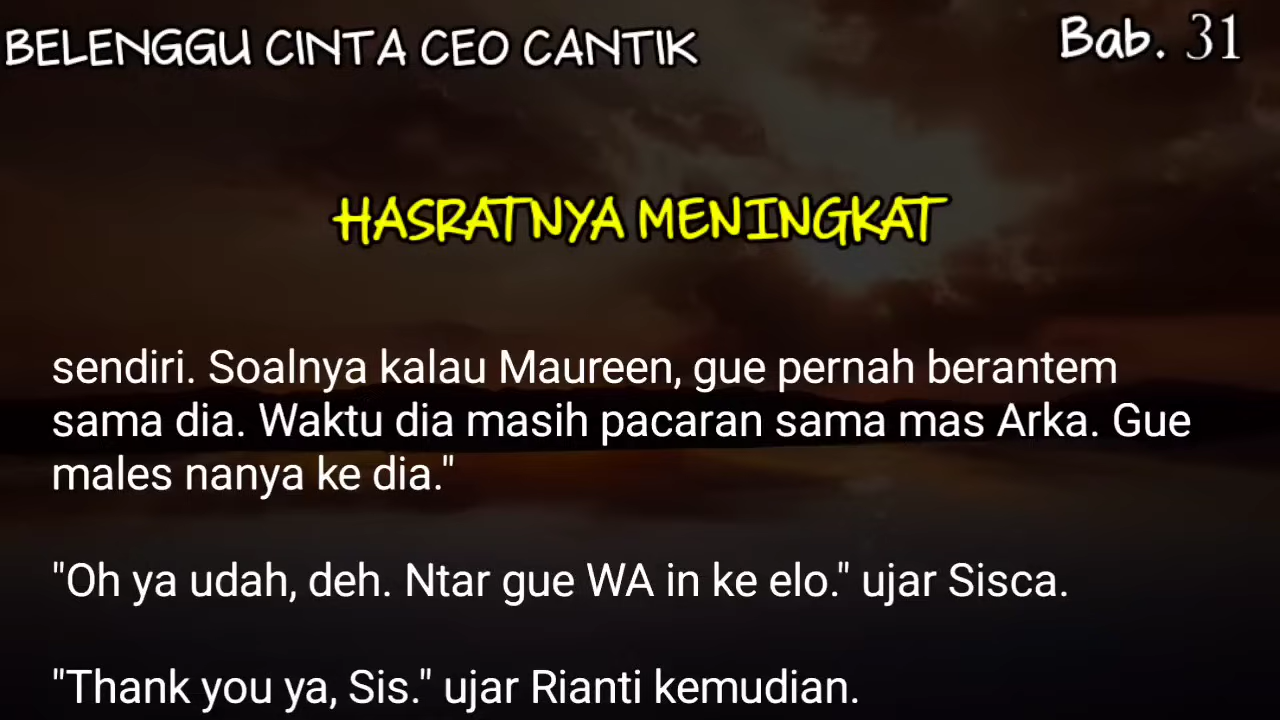 BELENGGU CINTA CEO CANTIK
Bab. 31
HASRATNYA MENINGKAT
sendiri. Soalnya kalau Maureen, gue pernah berantem
sama dia. Waktu dia masih pacaran sama mas Arka. Gue
males nanya ke dia."
"Oh ya udah, deh. Ntar gue WA in ke elo." ujar Sisca.
"Thank you ya, Sis." ujar Rianti kemudian.